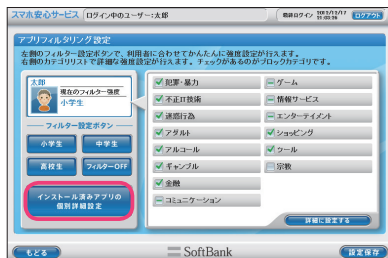 スマホ安心サービス ログイン中のユーザー:太郎 最終ログイン 2011/12/17 21:03:26 ログアウト
アプリフィルタリング設定
左側のフィルター設定ボタンで、利用者に合わせてかんたんに強度設定が行えます。
右側のカテゴリリストで詳細な強度設定が行えます。チェックがあるのがブロックカテゴリです。
太郎
現在のフィルター強度
小学生
フィルター設定ボタン
小学生 中学生
高校生 フィルターOFF
インストール済みアプリの
個別詳細設定
犯罪・暴力
不正IT技術
迷惑行為
アダルト
アルコール
ギャンブル
金融
コミュニケーション
ゲーム
情報サービス
エンターテイメント
ショッピング
ツール
宗教
詳細に設定する
もどる SoftBank 設定保存